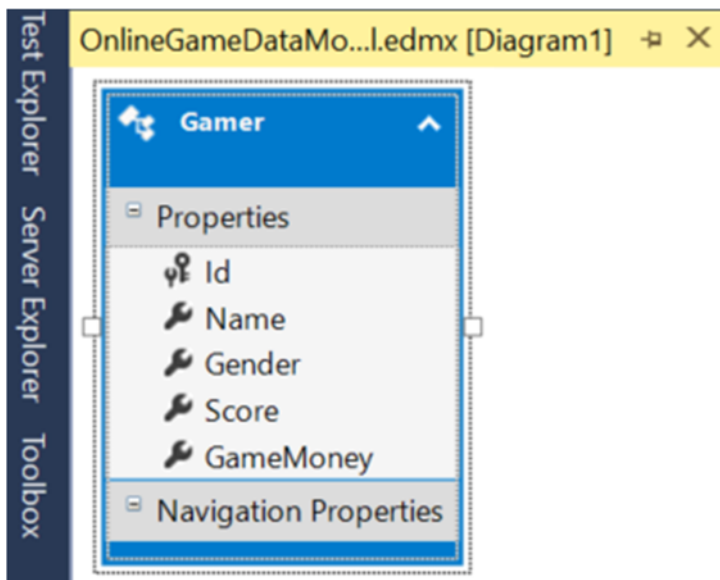 Test Explorer
Server Explorer
Toolbox
OnlineGameDataMo...l.edmx [Diagram1]
Gamer
Properties
Id
Name
Gender
Score
GameMoney
Navigation Properties